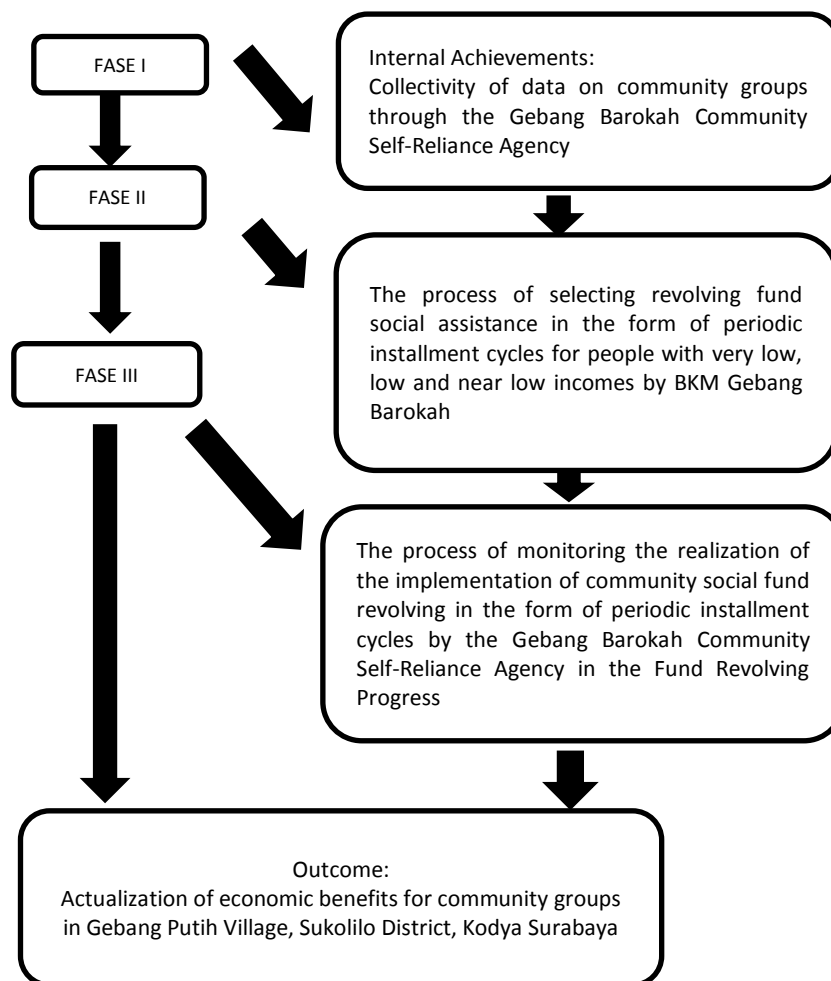 FASE I
Internal Achievements:
Collectivity of data on community groups
through the Gebang Barokah Community
Self-Reliance Agency
FASE II
The process of selecting revolving fund
social assistance in the form of periodic
installment cycles for people with very low,
low and near low incomes by BKM Gebang
Barokah
FASE III
The process of monitoring the realization of
the implementation of community social fund
revolving in the form of periodic installment
cycles by the Gebang Barokah Community
Self-Reliance Agency in the Fund Revolving
Progress
Outcome:
Actualization of economic benefits for community groups
in Gebang Putih Village, Sukolilo District, Kodya Surabaya